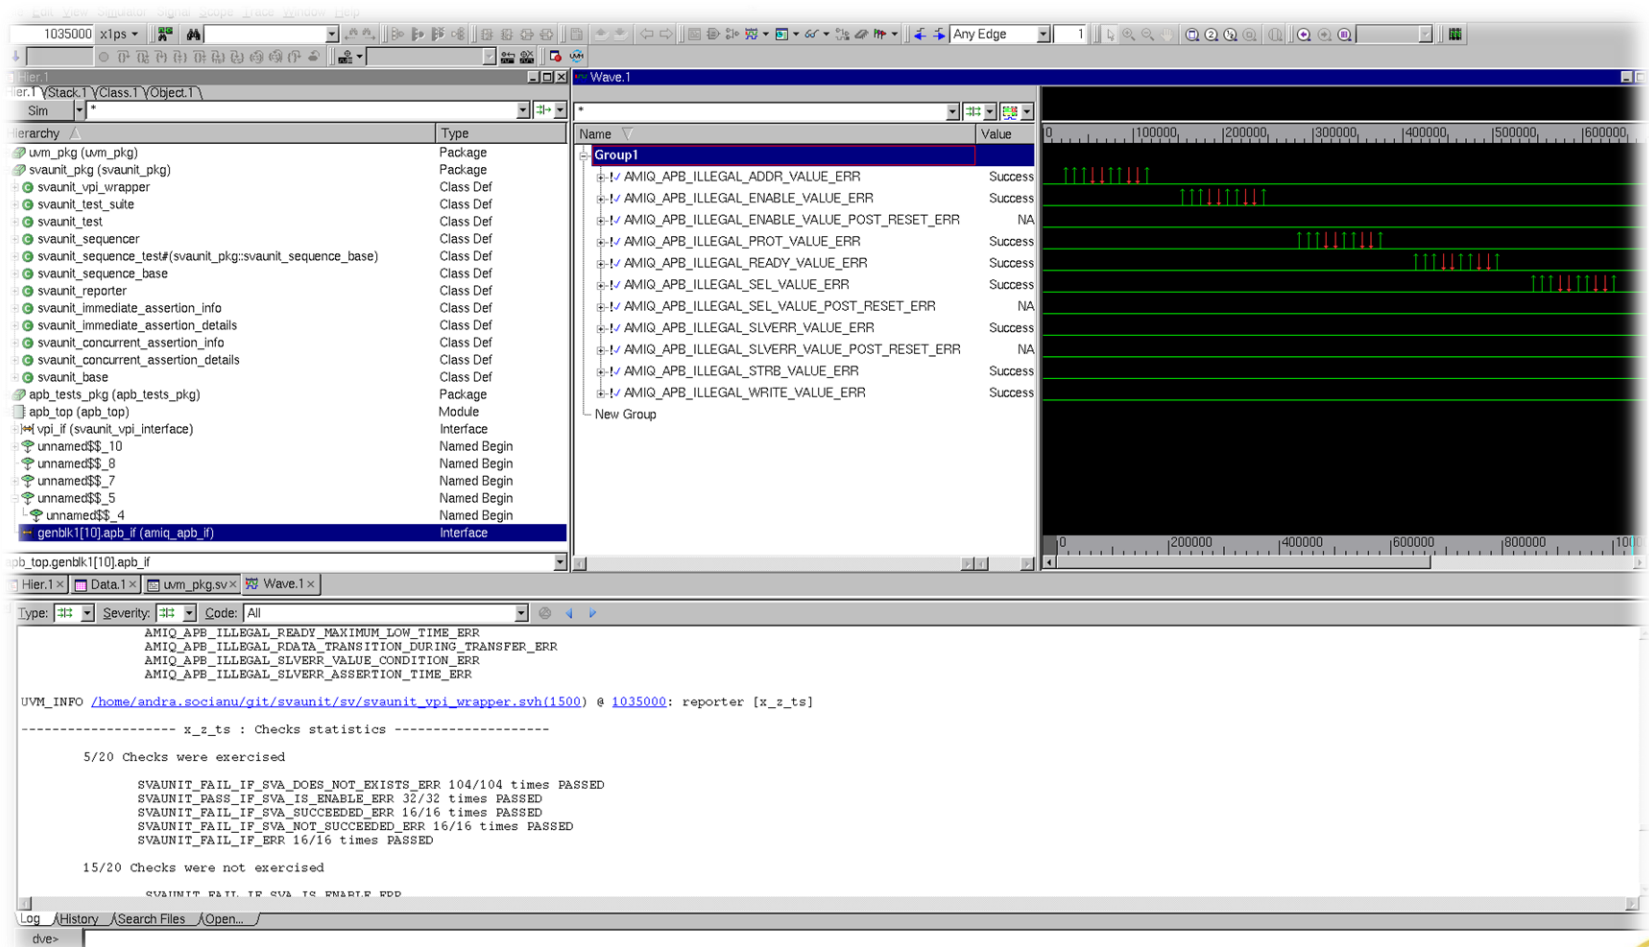 Edit View Simulator Signal Scope Trace Window Help
1035000 x1ps Any Edge 1
Hier.1
Wave.1
Hier.1 Stack.1 Class.1 Object.1
Sim *
*
Hierarchy Type
Name Value
uvm_pkg (uvm_pkg) Package
svaunit_pkg (svaunit_pkg) Package
svaunit_vpi_wrapper Class Def
svaunit_test_suite Class Def
svaunit_test Class Def
svaunit_sequencer Class Def
svaunit_sequence_test#(svaunit_pkg::svaunit_sequence_base) Class Def
svaunit_sequence_base Class Def
svaunit_reporter Class Def
svaunit_immediate_assertion_info Class Def
svaunit_immediate_assertion_details Class Def
svaunit_concurrent_assertion_info Class Def
svaunit_concurrent_assertion_details Class Def
svaunit_base Class Def
apb_tests_pkg (apb_tests_pkg) Package
apb_top (apb_top) Module
vpi_if (svaunit_vpi_interface) Interface
unnamed$$_10 Named Begin
unnamed$$_8 Named Begin
unnamed$$_7 Named Begin
unnamed$$_5 Named Begin
unnamed$$_4 Named Begin
genblk1[10].apb_if (amiq_apb_if) Interface
apb_top.genblk1[10].apb_if
Group1
AMIQ_APB_ILLEGAL_ADDR_VALUE_ERR Success
AMIQ_APB_ILLEGAL_ENABLE_VALUE_ERR Success
AMIQ_APB_ILLEGAL_ENABLE_VALUE_POST_RESET_ERR NA
AMIQ_APB_ILLEGAL_PROT_VALUE_ERR Success
AMIQ_APB_ILLEGAL_READY_VALUE_ERR Success
AMIQ_APB_ILLEGAL_SEL_VALUE_ERR Success
AMIQ_APB_ILLEGAL_SEL_VALUE_POST_RESET_ERR NA
AMIQ_APB_ILLEGAL_SLVERR_VALUE_ERR Success
AMIQ_APB_ILLEGAL_SLVERR_VALUE_POST_RESET_ERR NA
AMIQ_APB_ILLEGAL_STRB_VALUE_ERR Success
AMIQ_APB_ILLEGAL_WRITE_VALUE_ERR Success
New Group
0 100000 200000 300000 400000 500000 600000
0 200000 400000 600000 800000
Hier.1 Data.1 uvm_pkg.sv Wave.1
Type: Severity: Code: All
AMIQ_APB_ILLEGAL_READY_MAXIMUM_LOW_TIME_ERR
AMIQ_APB_ILLEGAL_RDATA_TRANSITION_DURING_TRANSFER_ERR
AMIQ_APB_ILLEGAL_SLVERR_VALUE_CONDITION_ERR
AMIQ_APB_ILLEGAL_SLVERR_ASSERTION_TIME_ERR
UVM_INFO /home/andra.socianu/git/svaunit/sv/svaunit_vpi_wrapper.svh(1500) @ 1035000: reporter [x_z_ts]
-------------------- x_z_ts : Checks statistics --------------------
5/20 Checks were exercised
SVAUNIT_FAIL_IF_SVA_DOES_NOT_EXISTS_ERR 104/104 times PASSED
SVAUNIT_PASS_IF_SVA_IS_ENABLE_ERR 32/32 times PASSED
SVAUNIT_FAIL_IF_SVA_SUCCEEDED_ERR 16/16 times PASSED
SVAUNIT_FAIL_IF_SVA_NOT_SUCCEEDED_ERR 16/16 times PASSED
SVAUNIT_FAIL_IF_ERR 16/16 times PASSED
15/20 Checks were not exercised
SVAUNIT_FAIL_IF_SVA_IS_ENABLE_ERR
Log History Search Files Open...
dve>